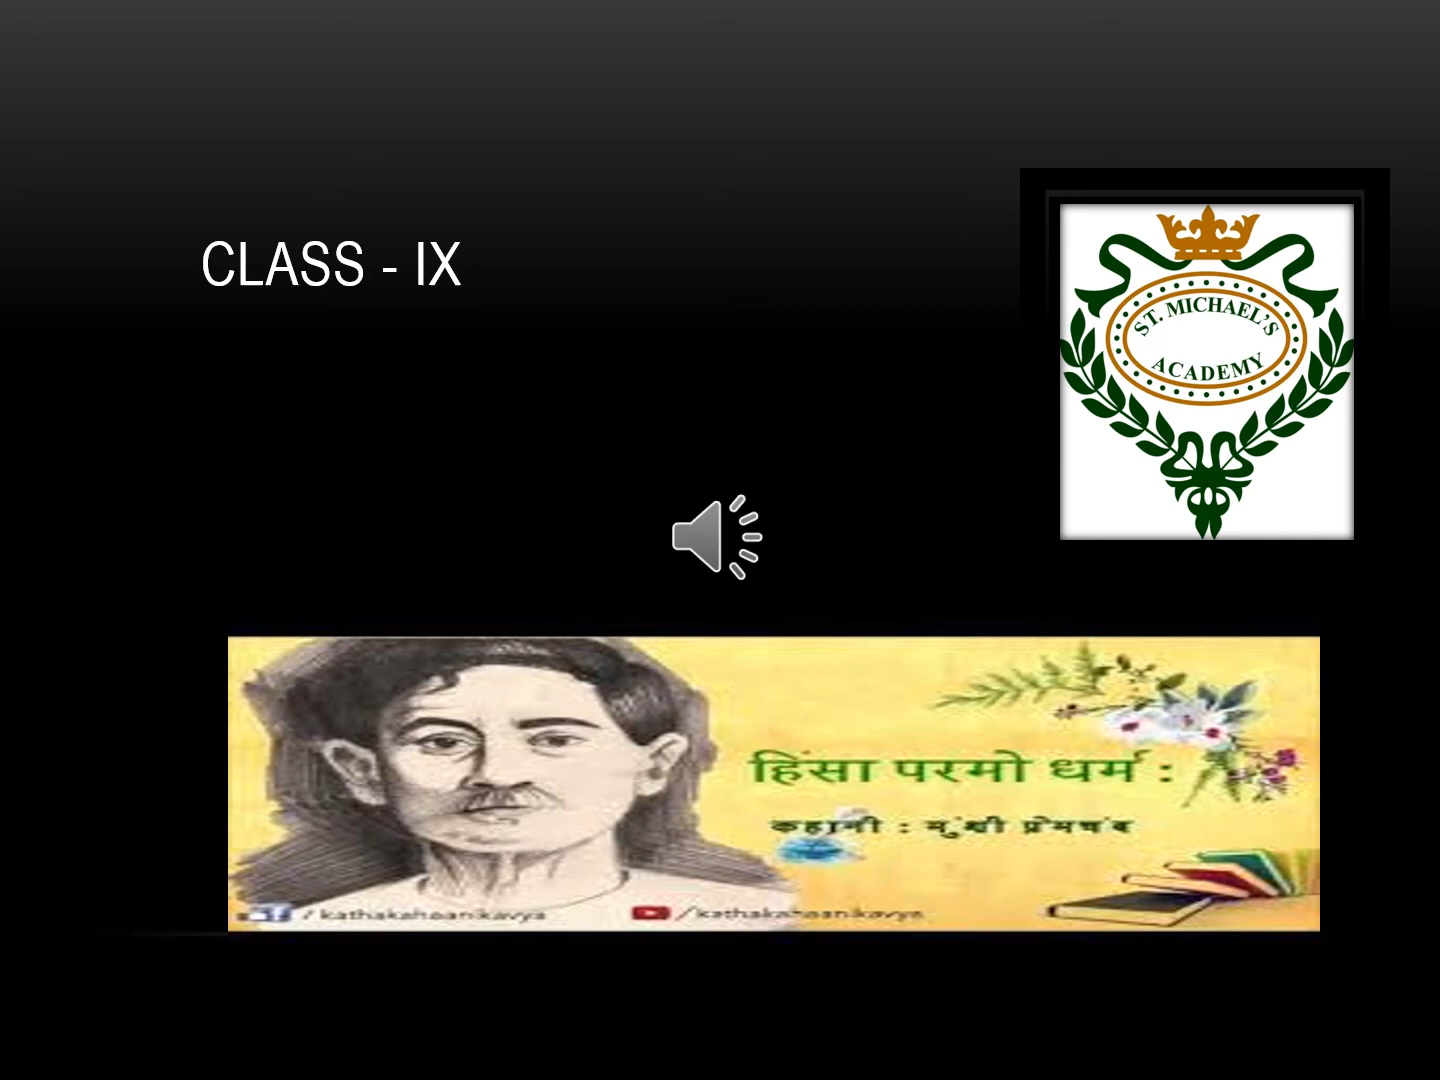 CLASS - IX
ST. MICHAEL'S
ACADEMY
हिंसा परमो धर्म :
कहानी : मुंशी प्रेमचंद
/ kathakahaanikavya
/kathakahaanikavya